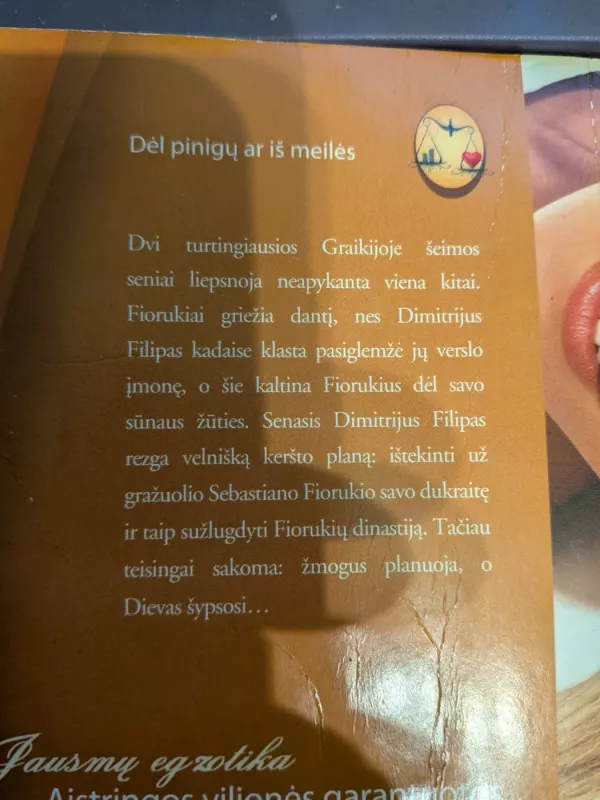 Dėl pinigų ar iš meilės
Dvi turtingiausios Graikijoje šeimos
seniai liepsnoja neapykanta viena kitai.
Fiorukiai griežia dantį, nes Dimitrijus
Filipas kadaise klasta pasiglemžė jų verslo
įmonę, o šie kaltina Fiorukius dėl savo
sūnaus žūties. Senasis Dimitrijus Filipas
rezga velnišką keršto planą: ištekinti už
gražuolio Sebastiano Fiorukio savo dukraitę
ir taip sužlugdyti Fiorukių dinastiją. Tačiau
teisingai sakoma: žmogus planuoja, o
Dievas šypsosi...
Jausmų egzotika
Aistringos vilionės garantuotos